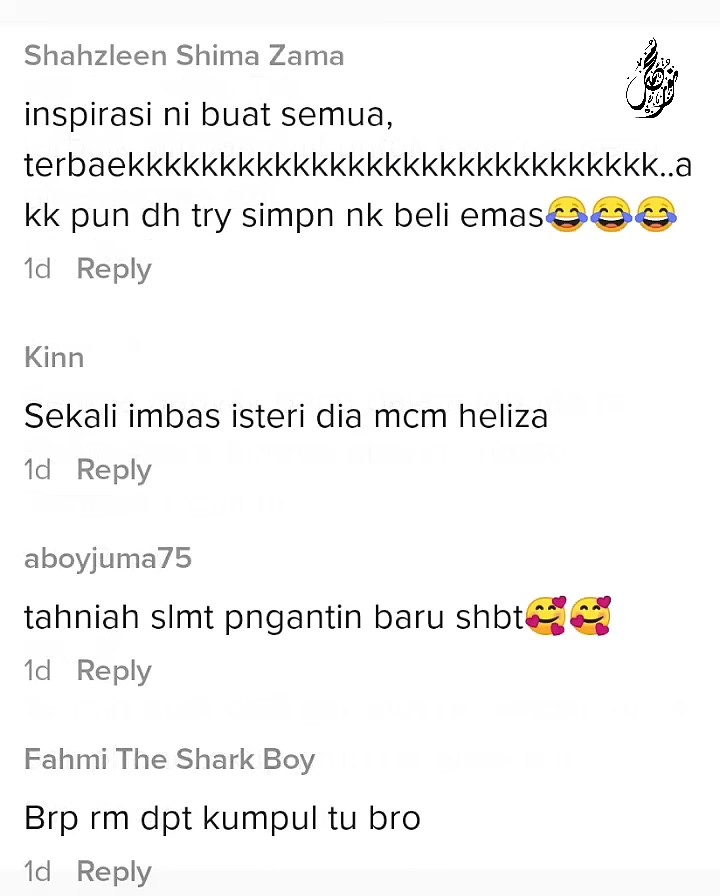 Shahzleen Shima Zama
inspirasi ni buat semua,
terbaekkkkkkkkkkkkkkkkkkkkkkkkkkkkk..a
kk pun dh try simpn nk beli emas😂😂😂
1d Reply
Kinn
Sekali imbas isteri dia mcm heliza
1d Reply
aboyjuma75
tahniah slmt pngantin baru shbt🥰🥰
1d Reply
Fahmi The Shark Boy
Brp rm dpt kumpul tu bro
1d Reply